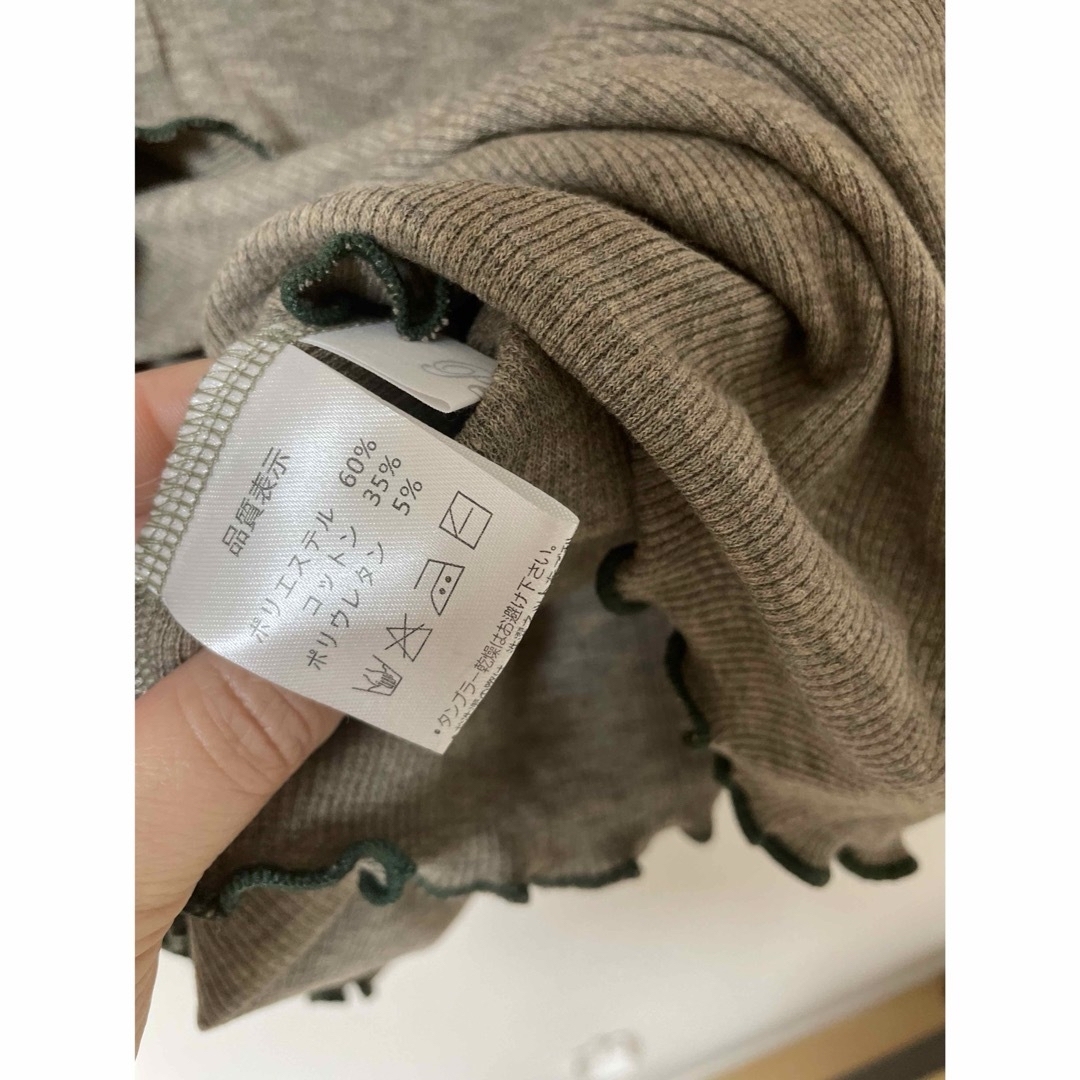 品質表示
ポリエステル 60%
コットン 35%
ポリウレタン 5%
・タンブラー乾燥はお避け下さい。